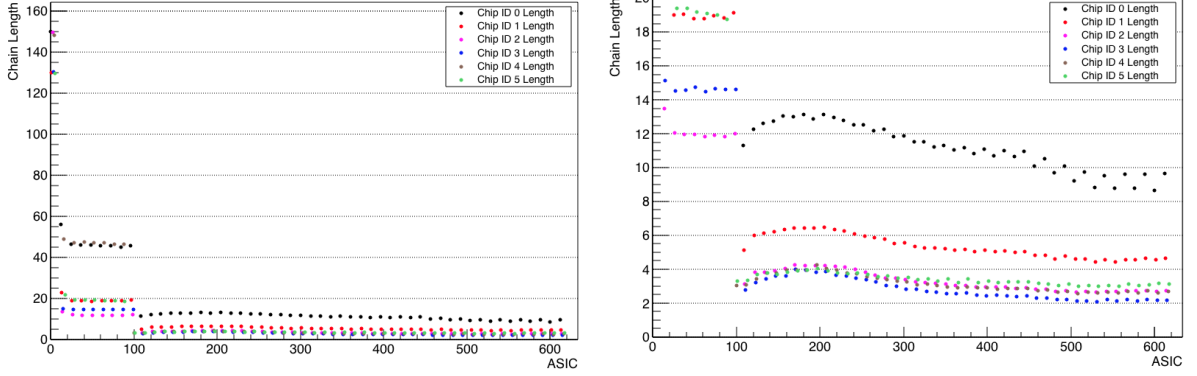 Chain Length
160
140
120
100
80
60
40
20
0
Chip ID 0 Length
Chip ID 1 Length
Chip ID 2 Length
Chip ID 3 Length
Chip ID 4 Length
Chip ID 5 Length
0 100 200 300 400 500 600
ASIC
Chain Length
20
18
16
14
12
10
8
6
4
2
0
Chip ID 0 Length
Chip ID 1 Length
Chip ID 2 Length
Chip ID 3 Length
Chip ID 4 Length
Chip ID 5 Length
0 100 200 300 400 500 600
ASIC